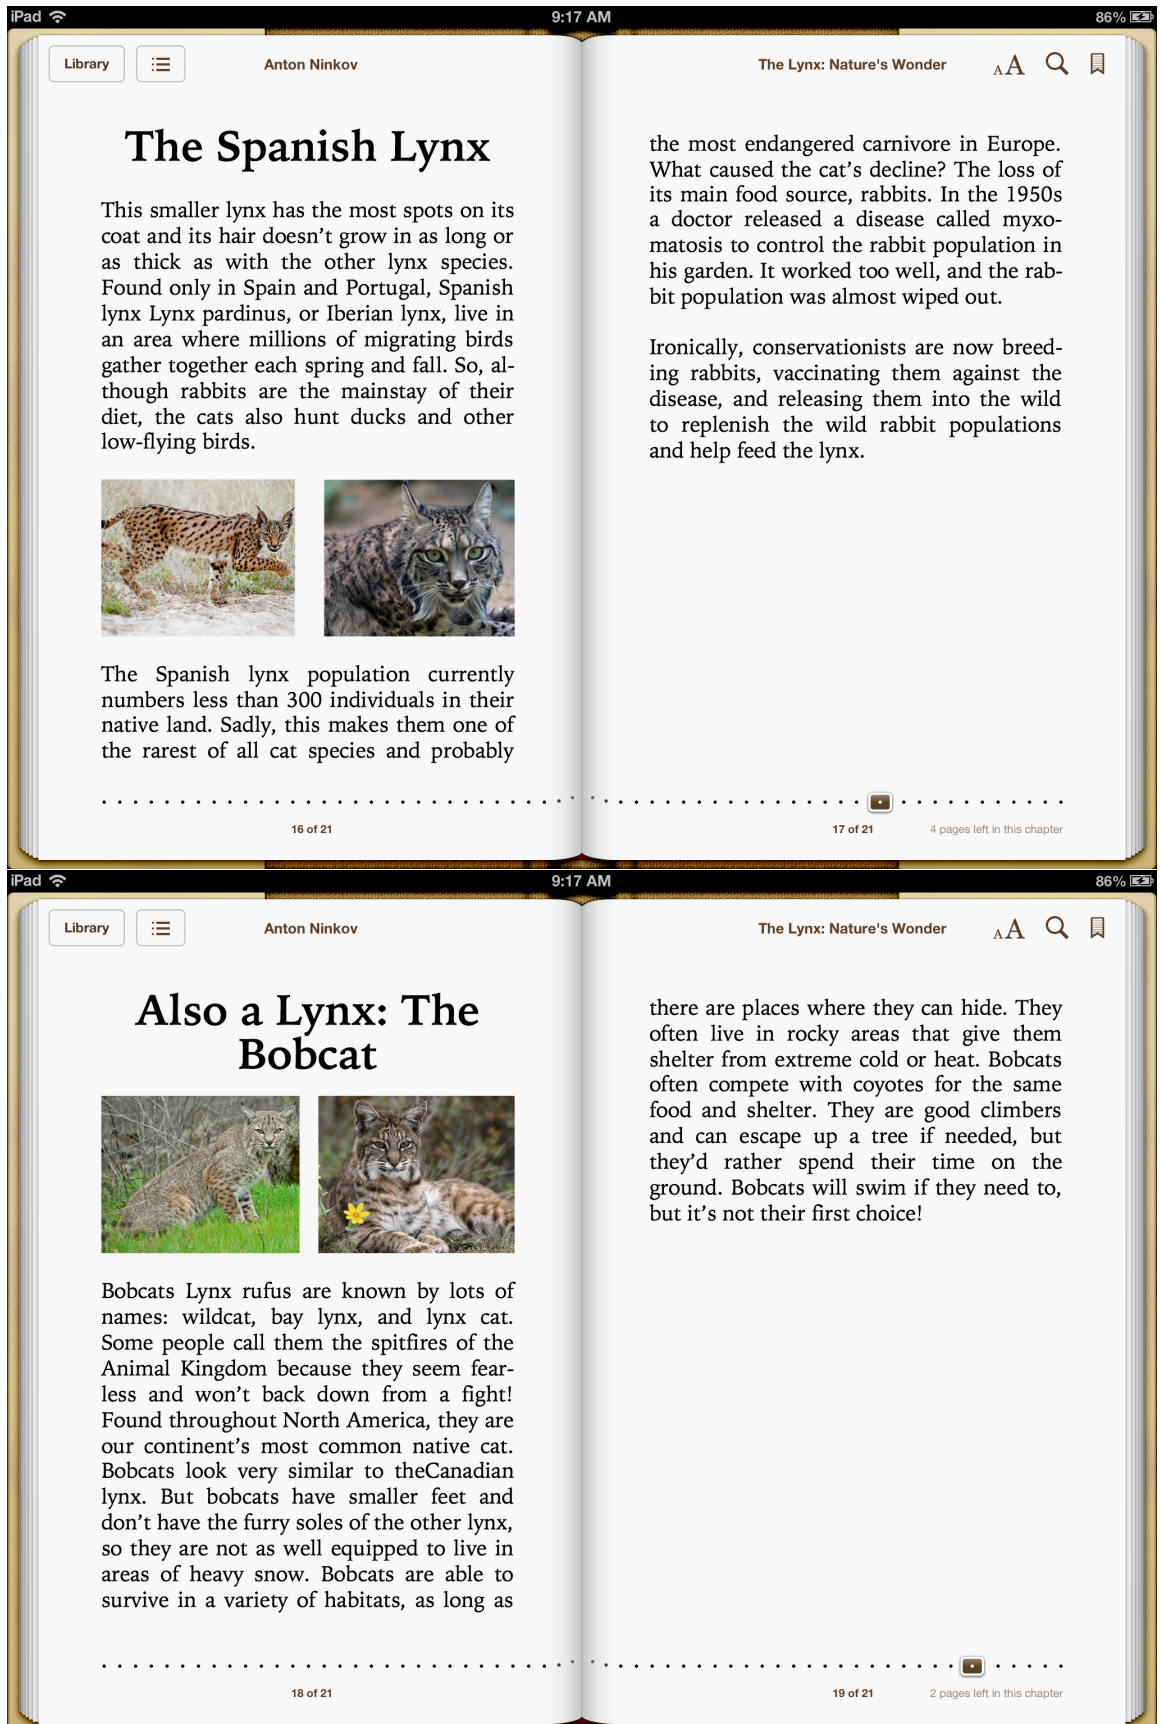 iPad
9:17 AM
86%
Library
Anton Ninkov
The Lynx: Nature's Wonder
AA
The Spanish Lynx
This smaller lynx has the most spots on its
coat and its hair doesn’t grow in as long or
as thick as with the other lynx species.
Found only in Spain and Portugal, Spanish
lynx Lynx pardinus, or Iberian lynx, live in
an area where millions of migrating birds
gather together each spring and fall. So, al-
though rabbits are the mainstay of their
diet, the cats also hunt ducks and other
low-flying birds.
The Spanish lynx population currently
numbers less than 300 individuals in their
native land. Sadly, this makes them one of
the rarest of all cat species and probably
16 of 21
the most endangered carnivore in Europe.
What caused the cat’s decline? The loss of
its main food source, rabbits. In the 1950s
a doctor released a disease called myxo-
matosis to control the rabbit population in
his garden. It worked too well, and the rab-
bit population was almost wiped out.
Ironically, conservationists are now breed-
ing rabbits, vaccinating them against the
disease, and releasing them into the wild
to replenish the wild rabbit populations
and help feed the lynx.
17 of 21
4 pages left in this chapter
iPad
9:17 AM
86%
Library
Anton Ninkov
The Lynx: Nature's Wonder
AA
Also a Lynx: The
Bobcat
Bobcats Lynx rufus are known by lots of
names: wildcat, bay lynx, and lynx cat.
Some people call them the spitfires of the
Animal Kingdom because they seem fear-
less and won’t back down from a fight!
Found throughout North America, they are
our continent’s most common native cat.
Bobcats look very similar to theCanadian
lynx. But bobcats have smaller feet and
don’t have the furry soles of the other lynx,
so they are not as well equipped to live in
areas of heavy snow. Bobcats are able to
survive in a variety of habitats, as long as
18 of 21
there are places where they can hide. They
often live in rocky areas that give them
shelter from extreme cold or heat. Bobcats
often compete with coyotes for the same
food and shelter. They are good climbers
and can escape up a tree if needed, but
they’d rather spend their time on the
ground. Bobcats will swim if they need to,
but it’s not their first choice!
19 of 21
2 pages left in this chapter